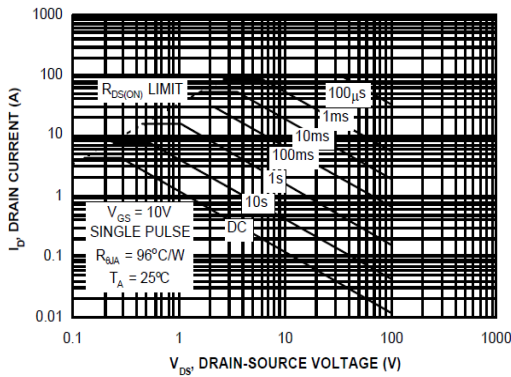 1000
100
10
1
0.1
0.01
I_D, DRAIN CURRENT (A)
R_DS(ON) LIMIT
100μs
1ms
10ms
100ms
1s
10s
DC
V_GS = 10V
SINGLE PULSE
R_θJA = 96°C/W
T_A = 25°C
0.1 1 10 100 1000
V_DS, DRAIN-SOURCE VOLTAGE (V)